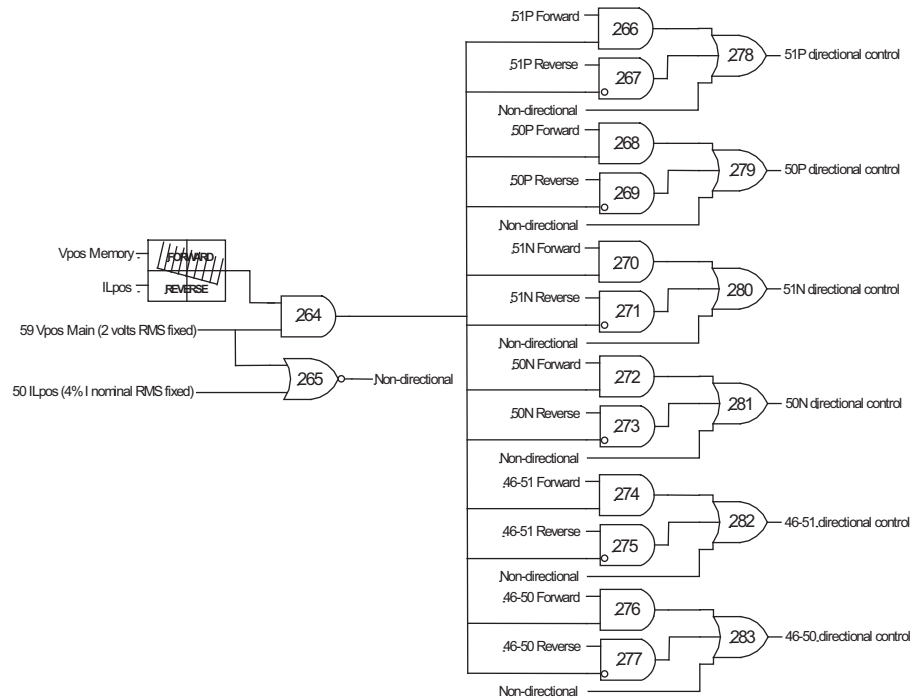 Vpos Memory
ILpos
FORWARD
REVERSE
59 Vpos Main (2 volts RMS fixed)
50 ILpos (4% I nominal RMS fixed)
264
265
Non-directional
51P Forward
266
51P Reverse
267
Non-directional
278
51P directional control
50P Forward
268
50P Reverse
269
Non-directional
279
50P directional control
51N Forward
270
51N Reverse
271
Non-directional
280
51N directional control
50N Forward
272
50N Reverse
273
Non-directional
281
50N directional control
46-51 Forward
274
46-51 Reverse
275
Non-directional
282
46-51 directional control
46-50 Forward
276
46-50 Reverse
277
Non-directional
283
46-50 directional control